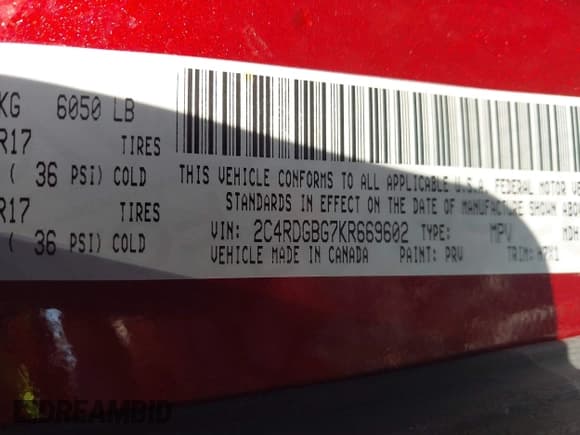 KG 6050 LB
R17 TIRES
( 36 PSI) COLD
R17 TIRES
( 36 PSI) COLD
THIS VEHICLE CONFORMS TO ALL APPLICABLE U.S.A. FEDERAL MOTOR
STANDARDS IN EFFECT ON THE DATE OF MANUFACTURE SHOWN
VIN: 2C4RDGBG7KR669602 TYPE: MPV MDH
VEHICLE MADE IN CANADA PAINT: PRV TRIM:
DREAMBID